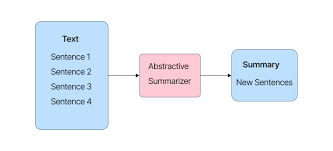 Text
Sentence 1
Sentence 2
Sentence 3
Sentence 4
Abstractive
Summarizer
Summary
New Sentences